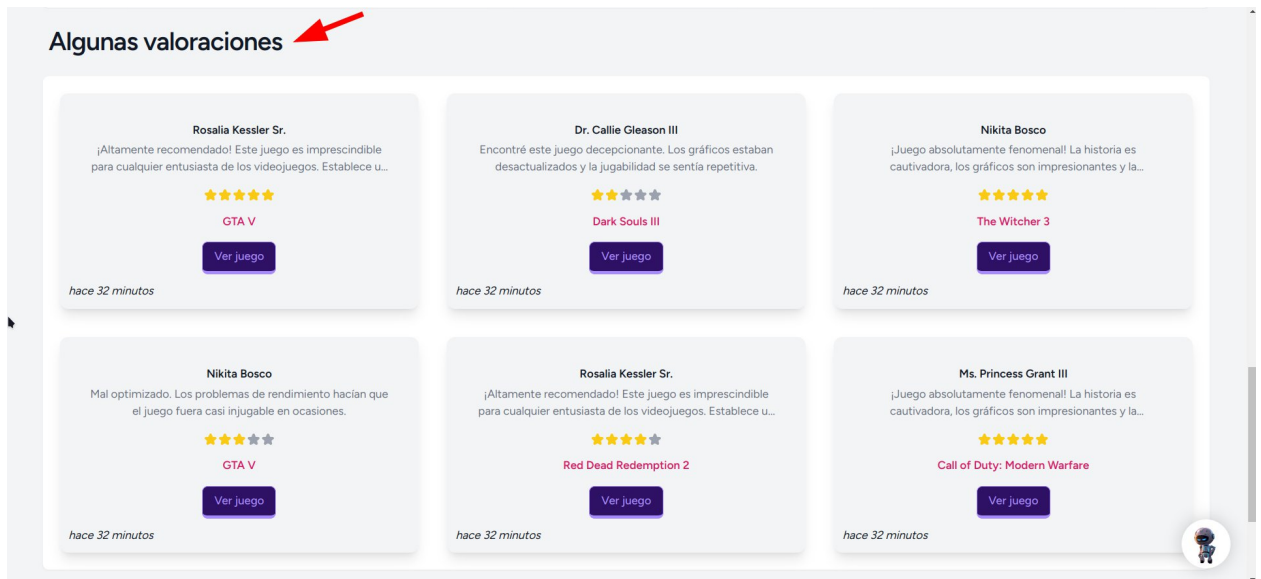 Algunas valoraciones
Rosalia Kessler Sr.
¡Altamente recomendado! Este juego es imprescindible
para cualquier entusiasta de los videojuegos. Establece u...
GTA V
Ver juego
hace 32 minutos
Dr. Callie Gleason III
Encontré este juego decepcionante. Los gráficos estaban
desactualizados y la jugabilidad se sentía repetitiva.
Dark Souls III
Ver juego
hace 32 minutos
Nikita Bosco
¡Juego absolutamente fenomenal! La historia es
cautivadora, los gráficos son impresionantes y la...
The Witcher 3
Ver juego
hace 32 minutos
Nikita Bosco
Mal optimizado. Los problemas de rendimiento hacían que
el juego fuera casi injugable en ocasiones.
GTA V
Ver juego
hace 32 minutos
Rosalia Kessler Sr.
¡Altamente recomendado! Este juego es imprescindible
para cualquier entusiasta de los videojuegos. Establece u...
Red Dead Redemption 2
Ver juego
hace 32 minutos
Ms. Princess Grant III
¡Juego absolutamente fenomenal! La historia es
cautivadora, los gráficos son impresionantes y la...
Call of Duty: Modern Warfare
Ver juego
hace 32 minutos